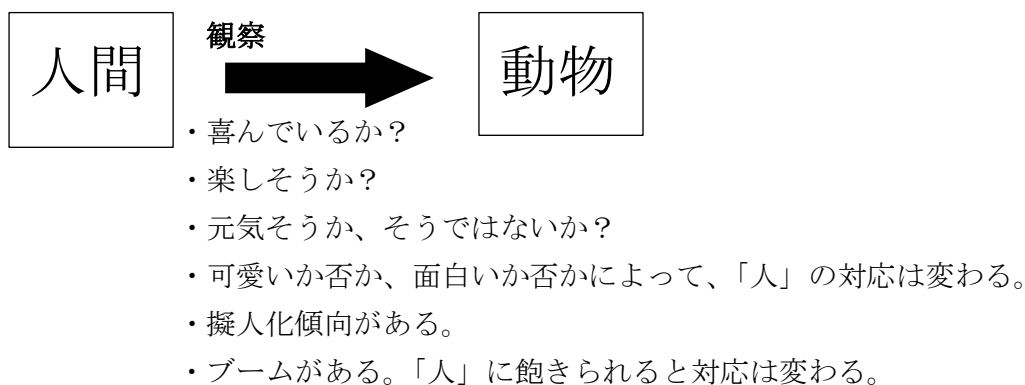 人間
観察
動物
・喜んでいるか？
・楽しそうか？
・元気そうか、そうではないか？
・可愛いか否か、面白いか否かによって、「人」の対応は変わる。
・擬人化傾向がある。
・ブームがある。「人」に飽きられると対応は変わる。